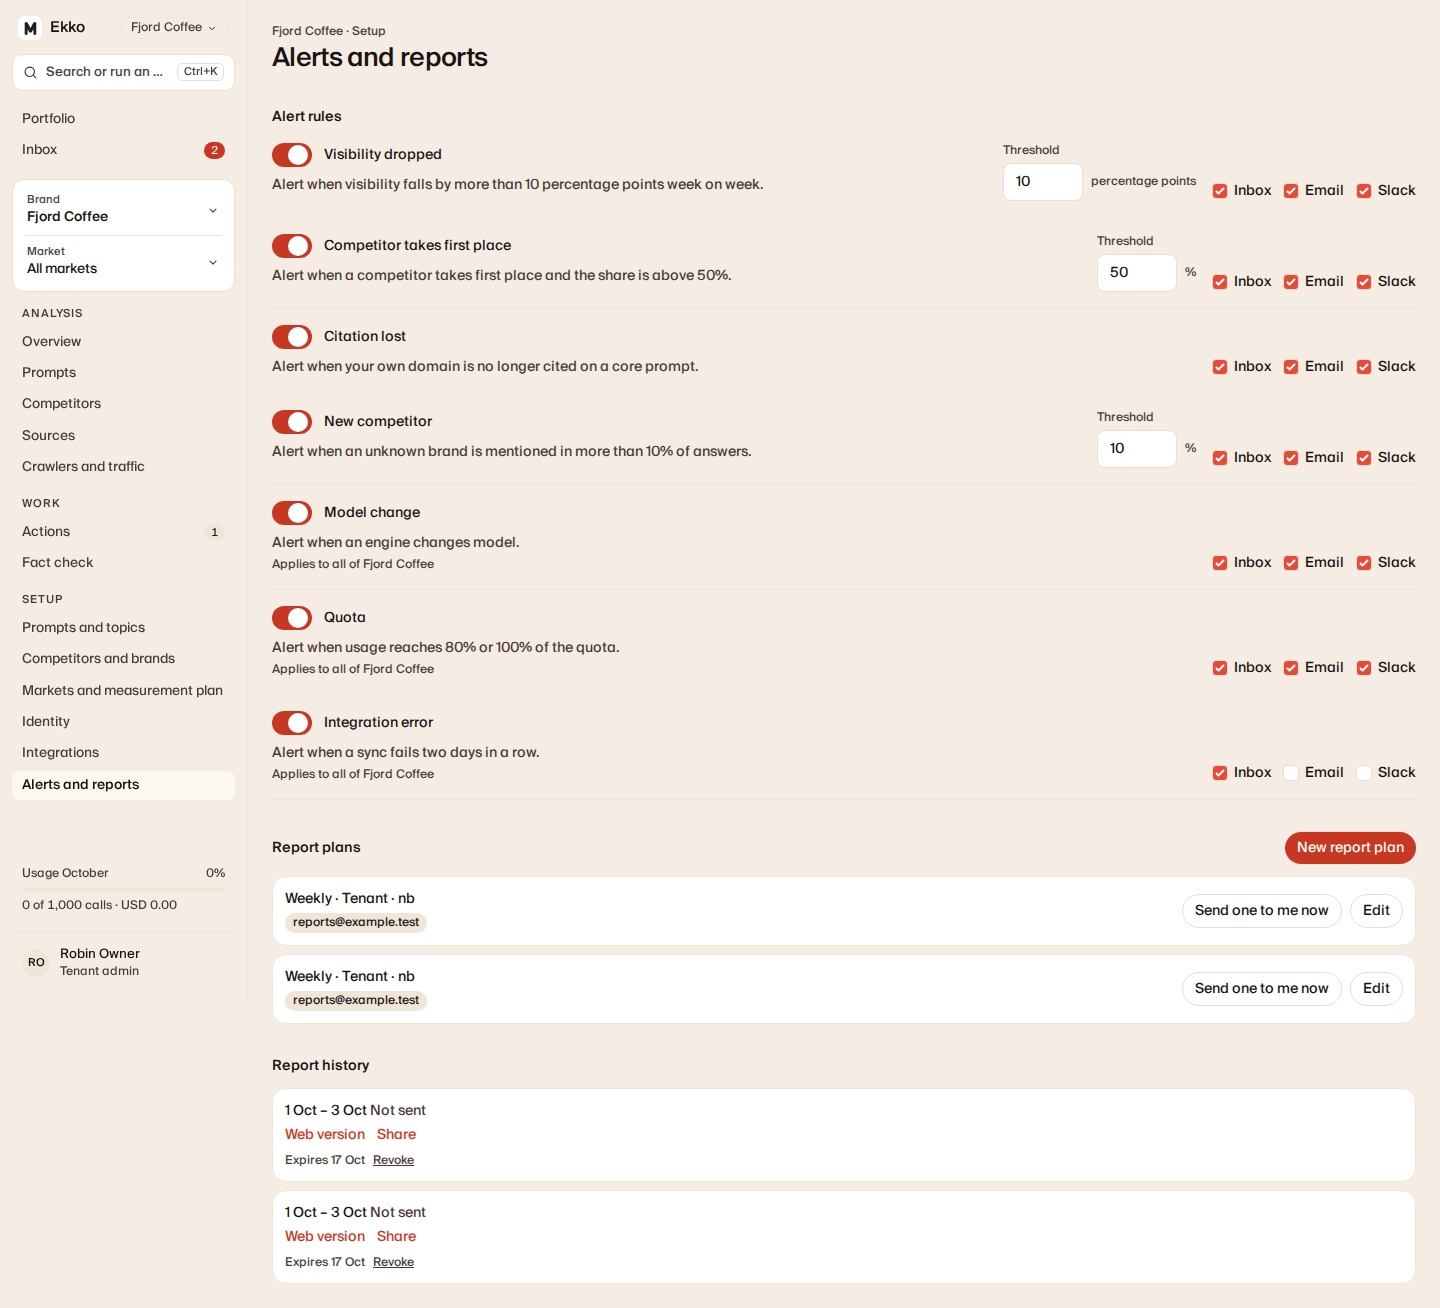 Ekko
Fjord Coffee
Search or run an ...
Ctrl+K
Portfolio
Inbox
2
Brand
Fjord Coffee
Market
All markets
ANALYSIS
Overview
Prompts
Competitors
Sources
Crawlers and traffic
WORK
Actions
1
Fact check
SETUP
Prompts and topics
Competitors and brands
Markets and measurement plan
Identity
Integrations
Alerts and reports
Usage October
0%
0 of 1,000 calls · USD 0.00
RO
Robin Owner
Tenant admin
Fjord Coffee · Setup
Alerts and reports
Alert rules
Visibility dropped
Alert when visibility falls by more than 10 percentage points week on week.
Threshold
10
percentage points
Inbox
Email
Slack
Competitor takes first place
Alert when a competitor takes first place and the share is above 50%.
Threshold
50
%
Inbox
Email
Slack
Citation lost
Alert when your own domain is no longer cited on a core prompt.
Inbox
Email
Slack
New competitor
Alert when an unknown brand is mentioned in more than 10% of answers.
Threshold
10
%
Inbox
Email
Slack
Model change
Alert when an engine changes model.
Applies to all of Fjord Coffee
Inbox
Email
Slack
Quota
Alert when usage reaches 80% or 100% of the quota.
Applies to all of Fjord Coffee
Inbox
Email
Slack
Integration error
Alert when a sync fails two days in a row.
Applies to all of Fjord Coffee
Inbox
Email
Slack
Report plans
New report plan
Weekly · Tenant · nb
reports@example.test
Send one to me now
Edit
Weekly · Tenant · nb
reports@example.test
Send one to me now
Edit
Report history
1 Oct – 3 Oct Not sent
Web version
Share
Expires 17 Oct
Revoke
1 Oct – 3 Oct Not sent
Web version
Share
Expires 17 Oct
Revoke